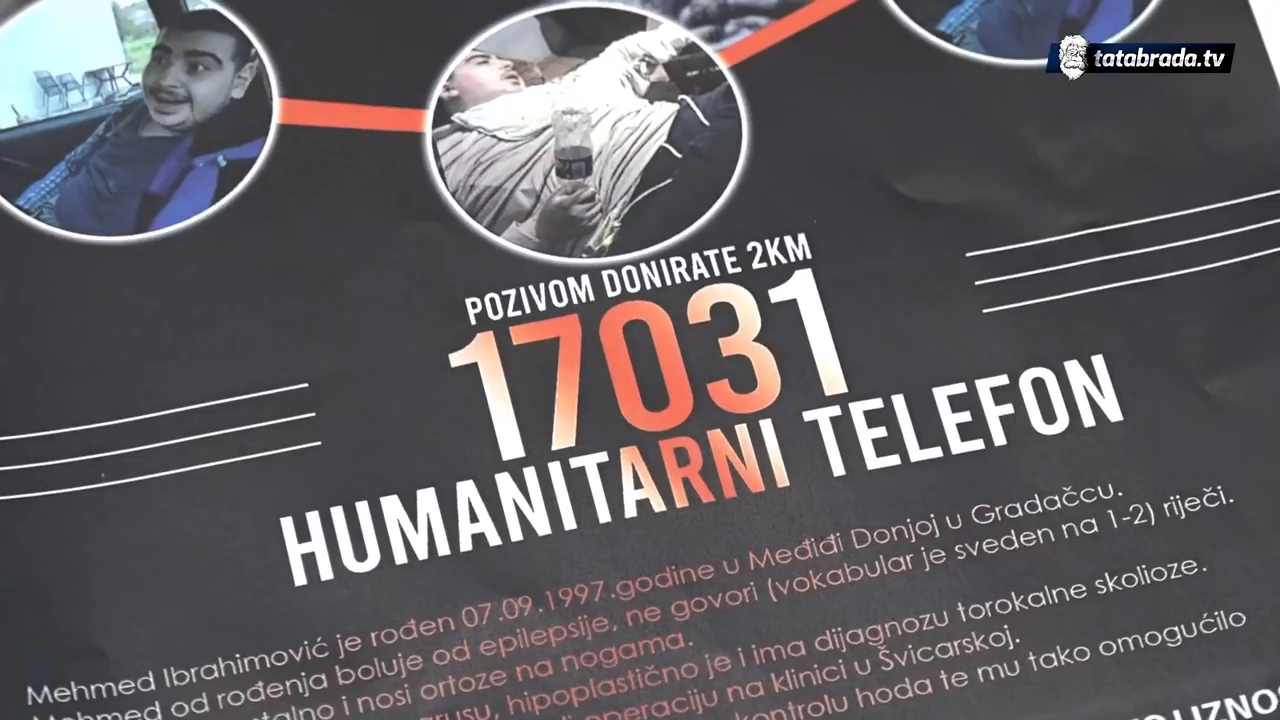 tatabrada.tv
POZIVOM DONIRATE 2KM
17031
HUMANITARNI TELEFON
Mehmed Ibrahimović je rođen 07.09.1997.godine u Međiđi Donjoj u Gradačcu.
Mehmed od rođenja boluje od epilepsije, ne govori (vokabular je sveden na 1-2) riječi.
i nosi ortoze na nogama.
hipoplastično je i ima dijagnozu torokalne skolioze.
operaciju na klinici u Švicarskoj.
kontrolu hoda te mu tako omogućilo